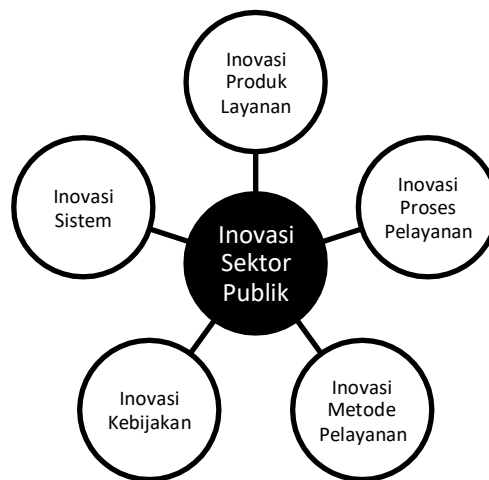 Inovasi
Produk
Layanan
Inovasi
Sistem
Inovasi
Proses
Pelayanan
Inovasi
Sektor
Publik
Inovasi
Kebijakan
Inovasi
Metode
Pelayanan